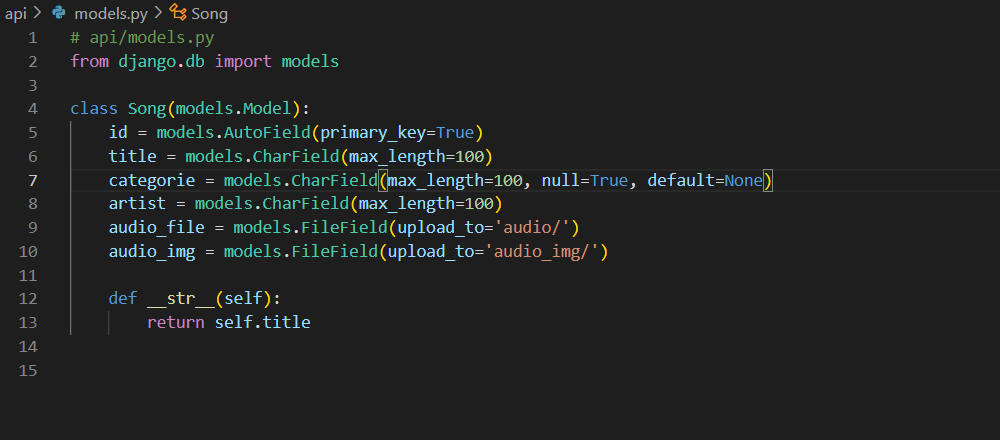 api > models.py > Song
1 # api/models.py
2 from django.db import models
3
4 class Song(models.Model):
5     id = models.AutoField(primary_key=True)
6     title = models.CharField(max_length=100)
7     categorie = models.CharField(max_length=100, null=True, default=None)
8     artist = models.CharField(max_length=100)
9     audio_file = models.FileField(upload_to='audio/')
10     audio_img = models.FileField(upload_to='audio_img/')
11
12     def __str__(self):
13         return self.title
14
15